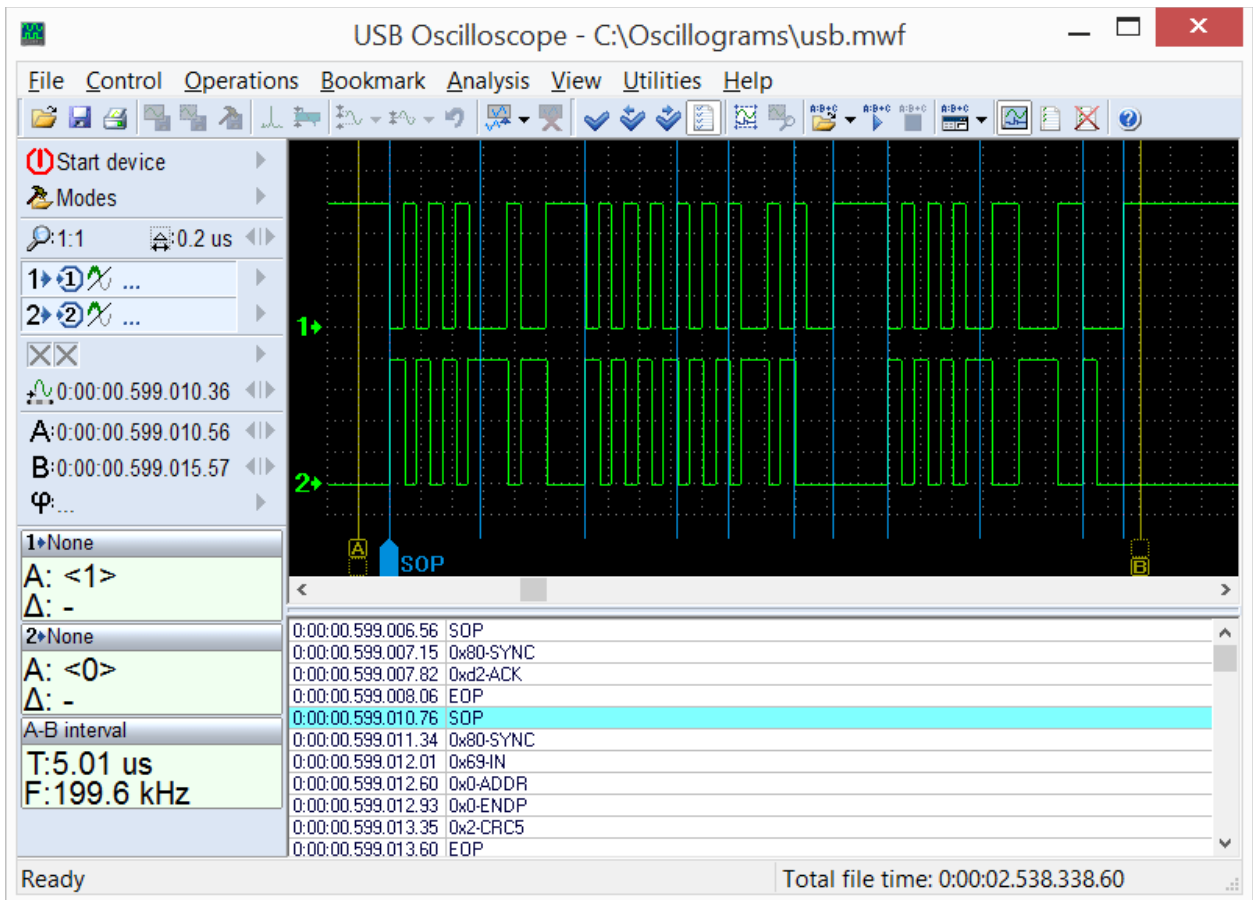 USB Oscilloscope - C:\Oscillograms\usb.mwf
File Control Operations Bookmark Analysis View Utilities Help
A:B+C A:B+C A:B+C A:B+C
Start device
Modes
:1:1 :0.2 us
1 1 ...
2 2 ...
0:00:00.599.010.36
A:0:00:00.599.010.56
B:0:00:00.599.015.57
φ:...
1 None
A: <1>
Δ: -
2 None
A: <0>
Δ: -
A-B interval
T:5.01 us
F:199.6 kHz
1
2
A SOP B
0:00:00.599.006.56 SOP
0:00:00.599.007.15 0x80-SYNC
0:00:00.599.007.82 0xd2-ACK
0:00:00.599.008.06 EOP
0:00:00.599.010.76 SOP
0:00:00.599.011.34 0x80-SYNC
0:00:00.599.012.01 0x69-IN
0:00:00.599.012.60 0x0-ADDR
0:00:00.599.012.93 0x0-ENDP
0:00:00.599.013.35 0x2-CRC5
0:00:00.599.013.60 EOP
Ready Total file time: 0:00:02.538.338.60